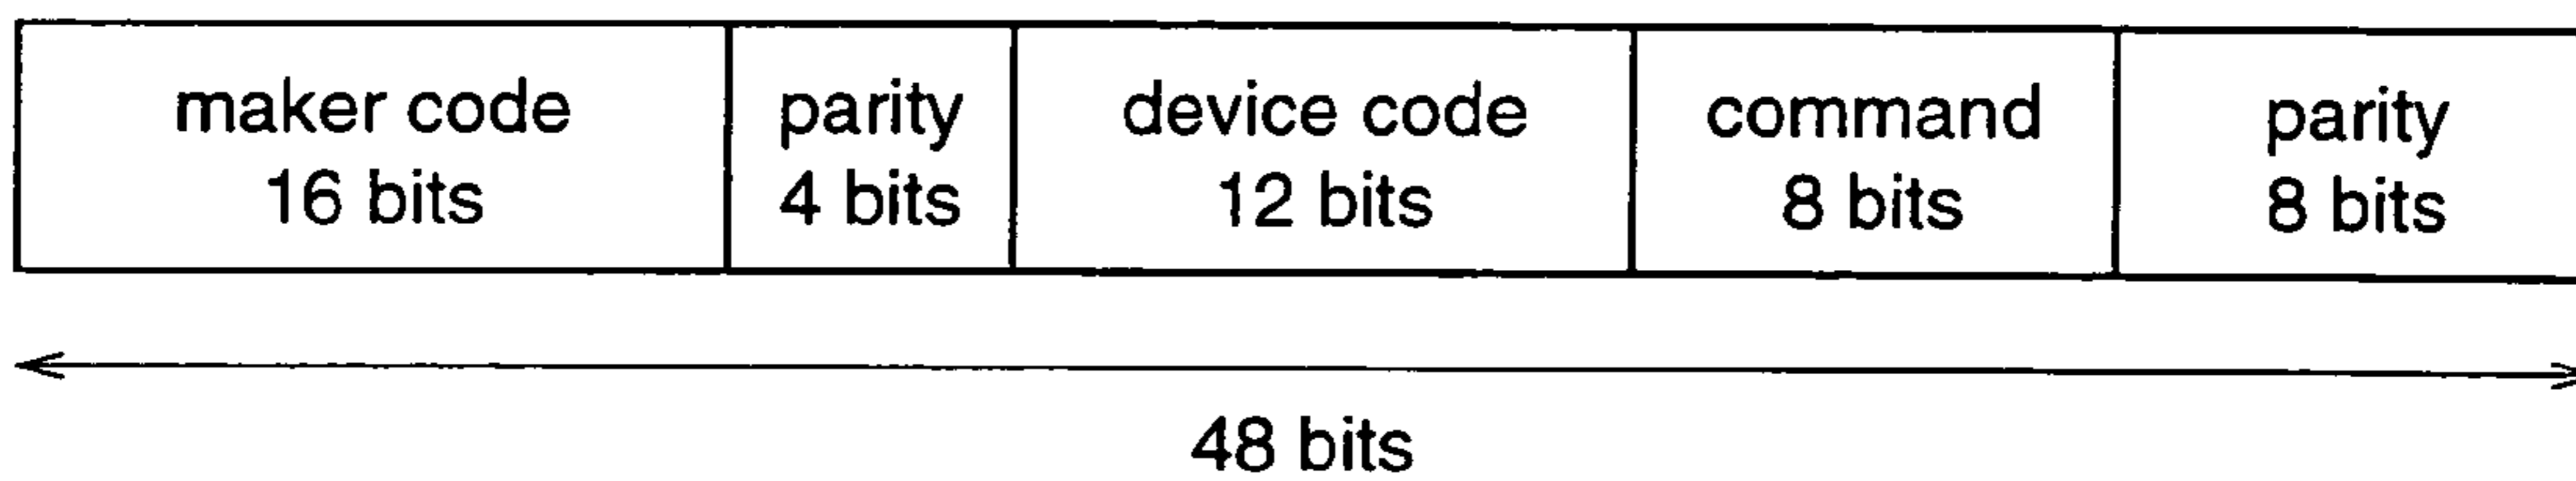 maker code
16 bits
parity
4 bits
device code
12 bits
command
8 bits
parity
8 bits
48 bits